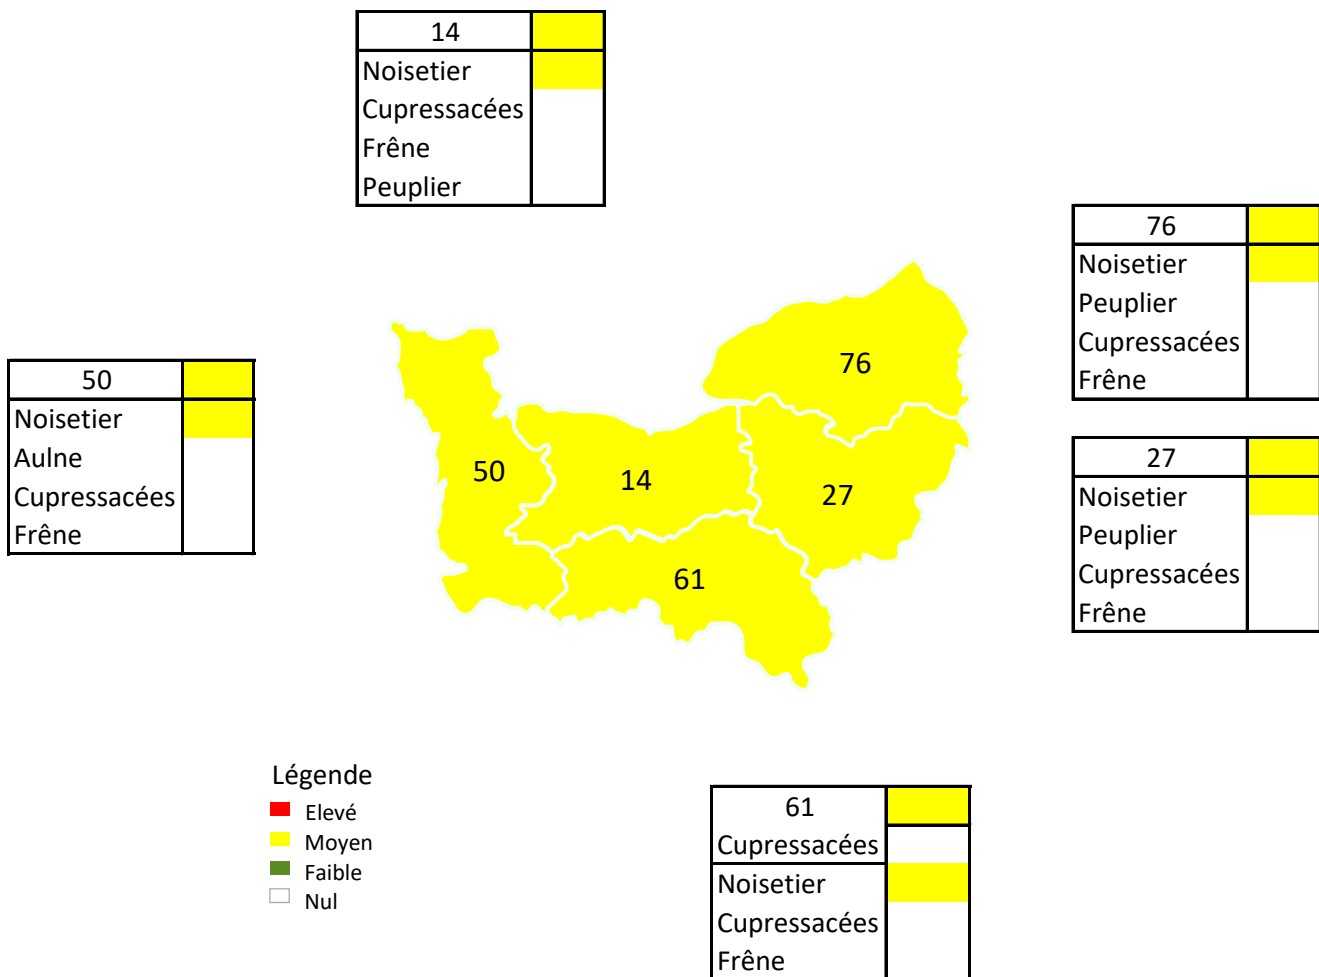 14
Noisetier
Cupressacées
Frêne
Peuplier
76
Noisetier
Peuplier
Cupressacées
Frêne
50
Noisetier
Aulne
Cupressacées
Frêne
76
50
14
27
61
27
Noisetier
Peuplier
Cupressacées
Frêne
Légende
Elevé
Moyen
Faible
Nul
61
Cupressacées
Noisetier
Cupressacées
Frêne